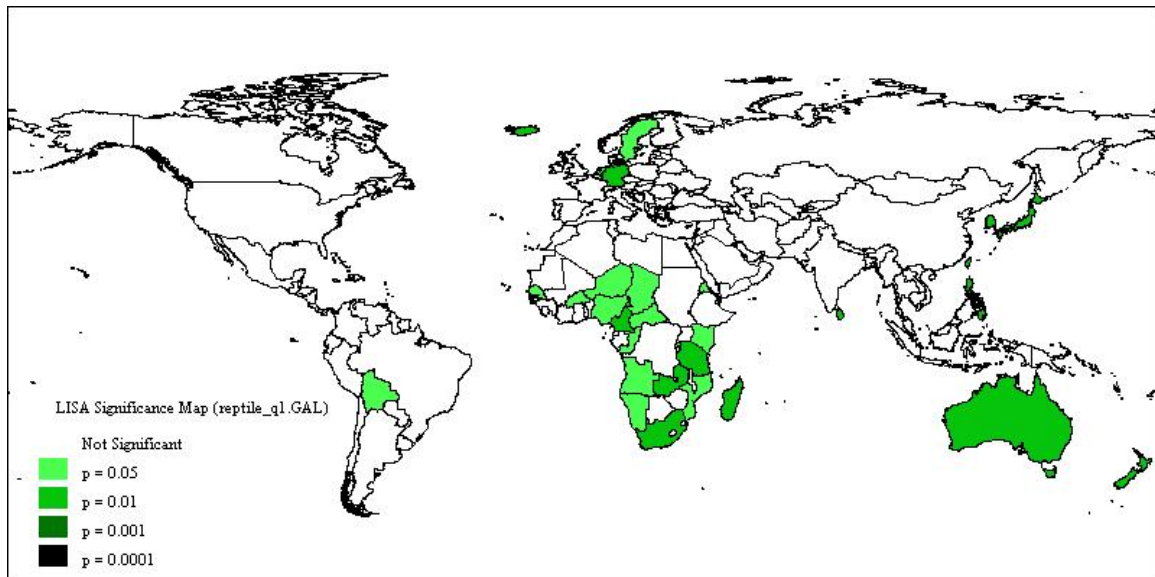 LISA Significance Map (reptile_q1.GAL)
Not Significant
p = 0.05
p = 0.01
p = 0.001
p = 0.0001